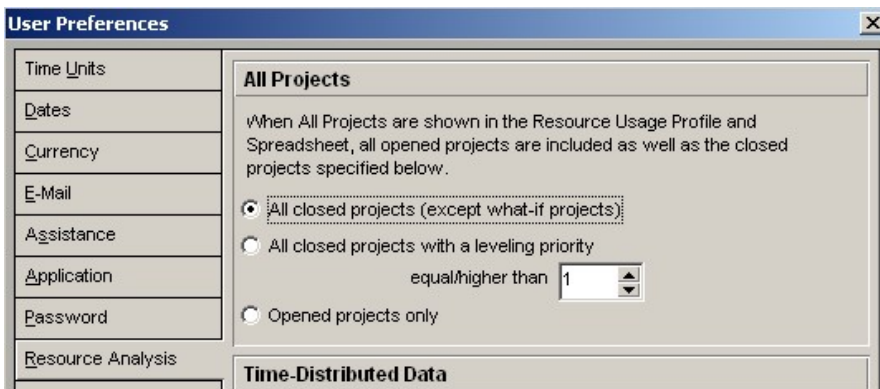 User Preferences
Time Units
Dates
Currency
E-Mail
Assistance
Application
Password
Resource Analysis
All Projects
When All Projects are shown in the Resource Usage Profile and
Spreadsheet, all opened projects are included as well as the closed
projects specified below.
All closed projects (except what-if projects)
All closed projects with a leveling priority
equal/higher than 1
Opened projects only
Time-Distributed Data